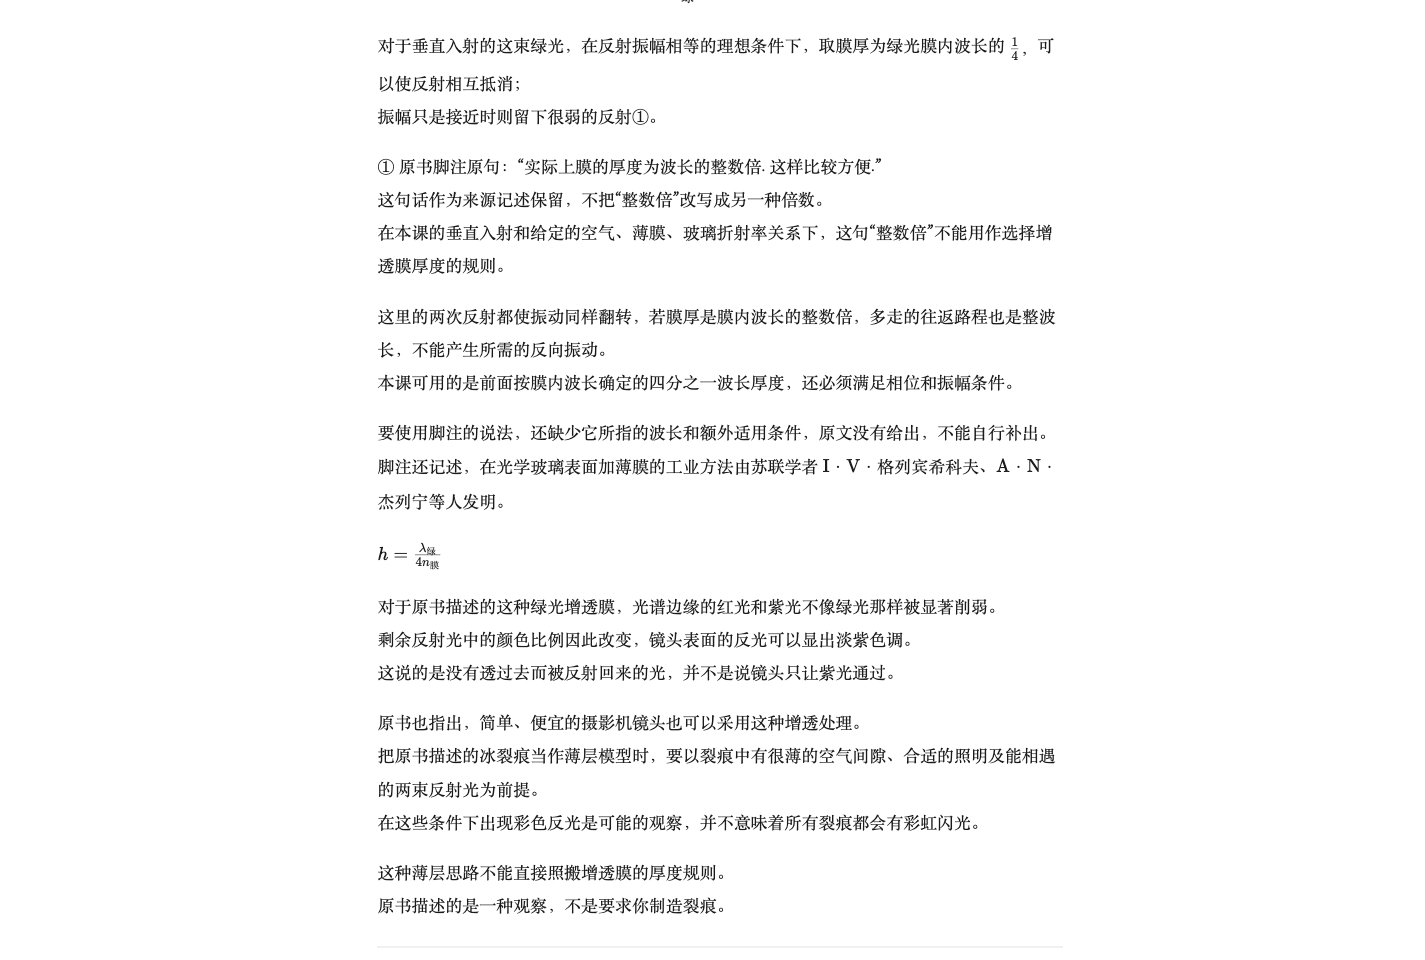 对于垂直入射的这束绿光，在反射振幅相等的理想条件下，取膜厚为绿光膜内波长的 1/4，可
以使反射相互抵消；
振幅只是接近时则留下很弱的反射①。
① 原书脚注原句：“实际上膜的厚度为波长的整数倍. 这样比较方便.”
这句话作为来源记述保留，不把“整数倍”改写成另一种倍数。
在本课的垂直入射和给定的空气、薄膜、玻璃折射率关系下，这句“整数倍”不能用作选择增
透膜厚度的规则。
这里的两次反射都使振动同样翻转，若膜厚是膜内波长的整数倍，多走的往返路程也是整波
长，不能产生所需的反向振动。
本课可用的是前面按膜内波长确定的四分之一波长厚度，还必须满足相位和振幅条件。
要使用脚注的说法，还缺少它所指的波长和额外适用条件，原文没有给出，不能自行补出。
脚注还记述，在光学玻璃表面加薄膜的工业方法由苏联学者 I · V · 格列宾希科夫、A · N ·
杰列宁等人发明。
h = λ绿/4n膜
对于原书描述的这种绿光增透膜，光谱边缘的红光和紫光不像绿光那样被显著削弱。
剩余反射光中的颜色比例因此改变，镜头表面的反光可以显出淡紫色调。
这说的是没有透过去而被反射回来的光，并不是说镜头只让紫光通过。
原书也指出，简单、便宜的摄影机镜头也可以采用这种增透处理。
把原书描述的冰裂痕当作薄层模型时，要以裂痕中有很薄的空气间隙、合适的照明及能相遇
的两束反射光为前提。
在这些条件下出现彩色反光是可能的观察，并不意味着所有裂痕都会有彩虹闪光。
这种薄层思路不能直接照搬增透膜的厚度规则。
原书描述的是一种观察，不是要求你制造裂痕。